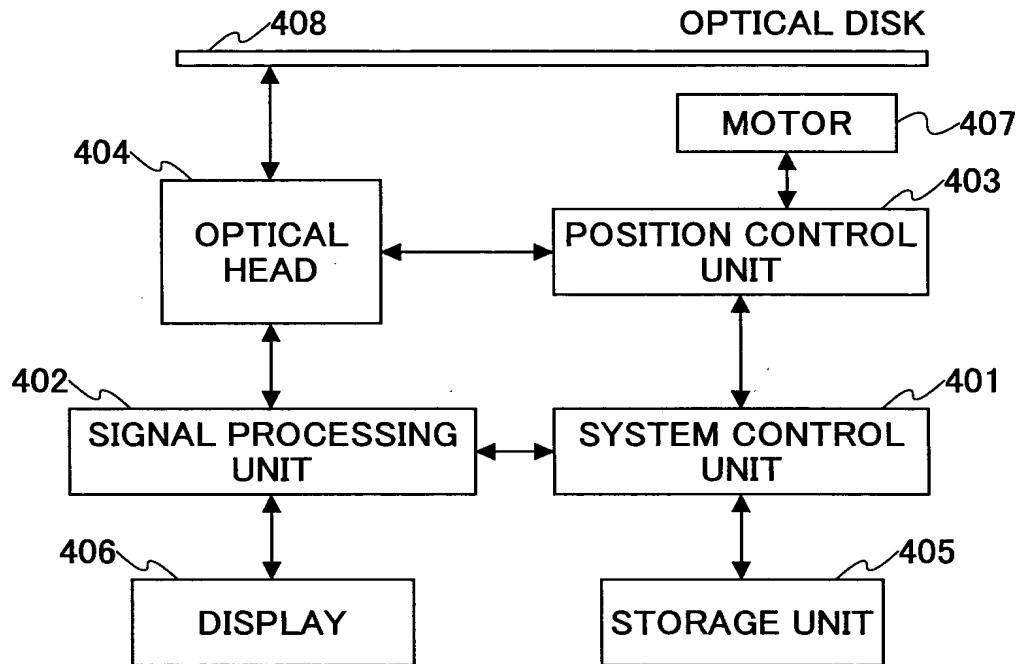 408
OPTICAL DISK
MOTOR
407
404
403
OPTICAL
HEAD
POSITION CONTROL
UNIT
402
401
SIGNAL PROCESSING
UNIT
SYSTEM CONTROL
UNIT
406
405
DISPLAY
STORAGE UNIT